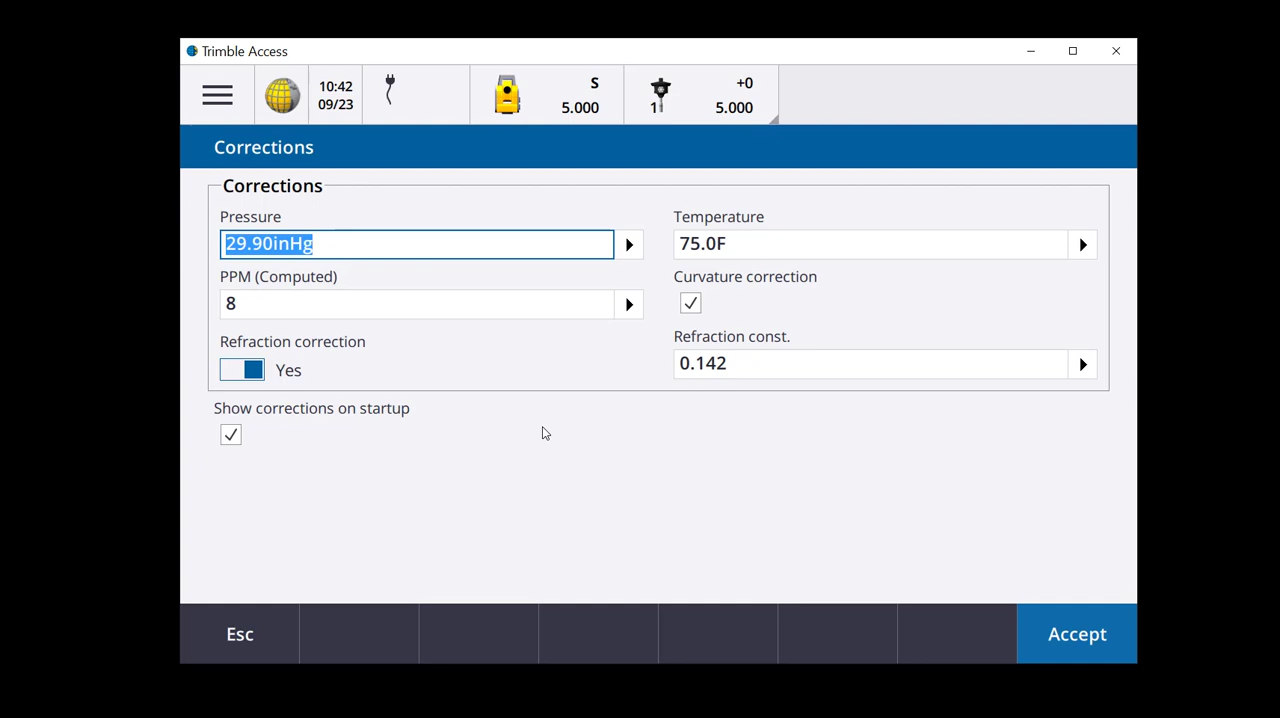 Trimble Access
10:42
09/23
S
5.000
1
+0
5.000
Corrections
Corrections
Pressure
29.90inHg
Temperature
75.0F
PPM (Computed)
8
Curvature correction
Refraction correction
Yes
Refraction const.
0.142
Show corrections on startup
Esc
Accept